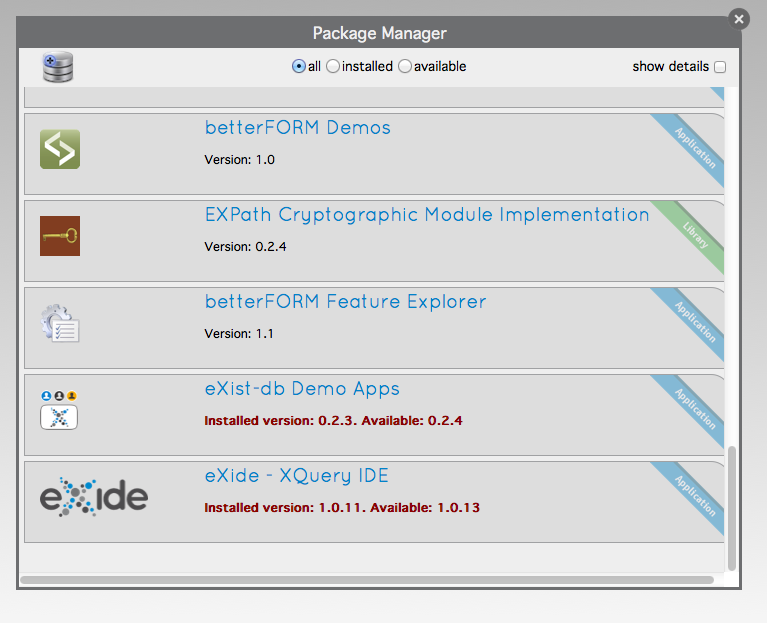 Package Manager
all installed available show details
betterFORM Demos
Version: 1.0
Application
EXPath Cryptographic Module Implementation
Version: 0.2.4
Library
betterFORM Feature Explorer
Version: 1.1
Application
eXist-db Demo Apps
Installed version: 0.2.3. Available: 0.2.4
Application
eXide
eXide - XQuery IDE
Installed version: 1.0.11. Available: 1.0.13
Application